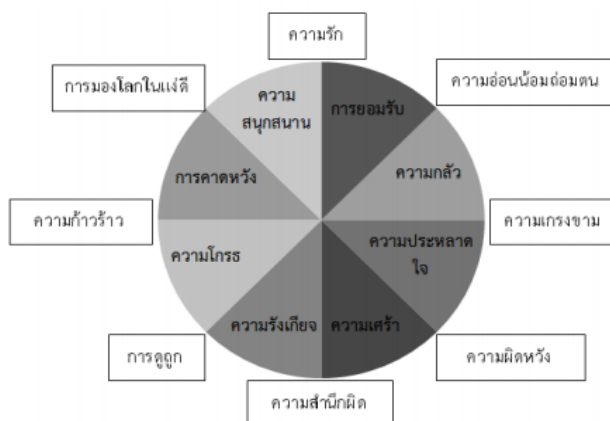 ความรัก
การมองโลกในแง่ดี
ความอ่อนน้อมถ่อมตน
ความ
สนุกสนาน
การยอมรับ
การคาดหวัง
ความกลัว
ความก้าวร้าว
ความเกรงขาม
ความโกรธ
ความประหลาด
ใจ
ความรังเกียจ
ความเศร้า
การดูถูก
ความผิดหวัง
ความสำนึกผิด